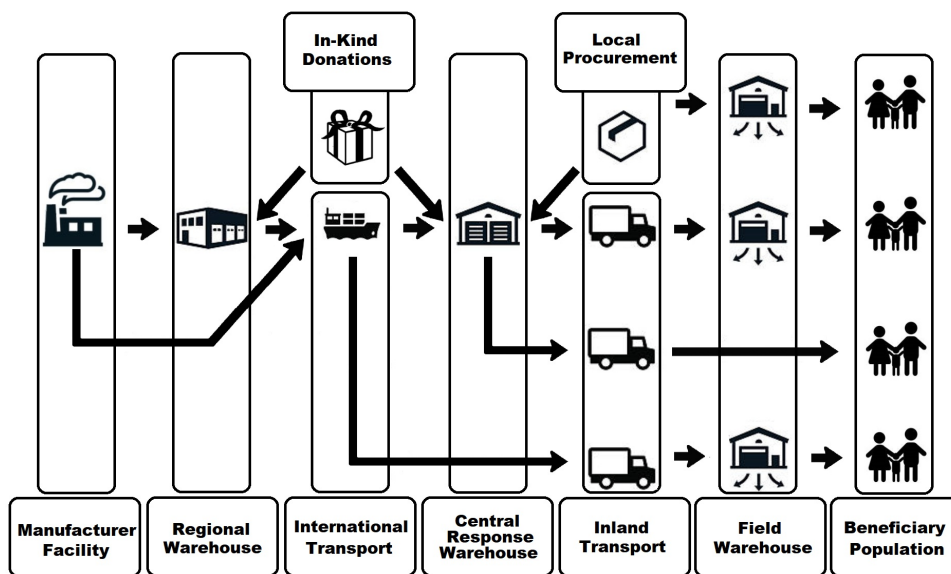 In-Kind
Donations
Local
Procurement
Manufacturer
Facility
Regional
Warehouse
International
Transport
Central
Response
Warehouse
Inland
Transport
Field
Warehouse
Beneficiary
Population